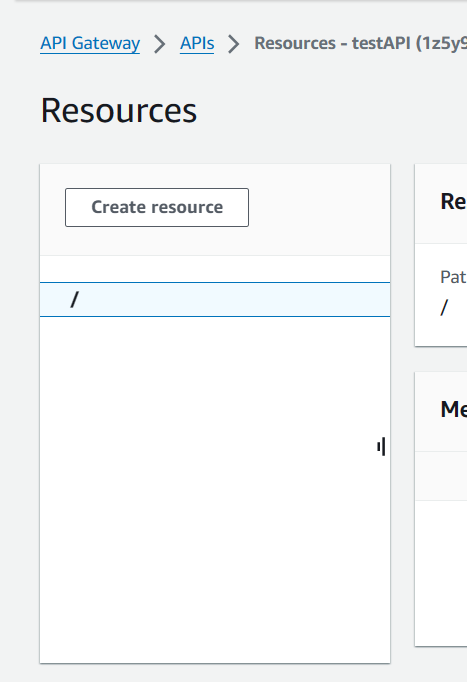 API Gateway > APIs > Resources - testAPI (1z5y9
Resources
Create resource
/
Re
Pat
/
Me